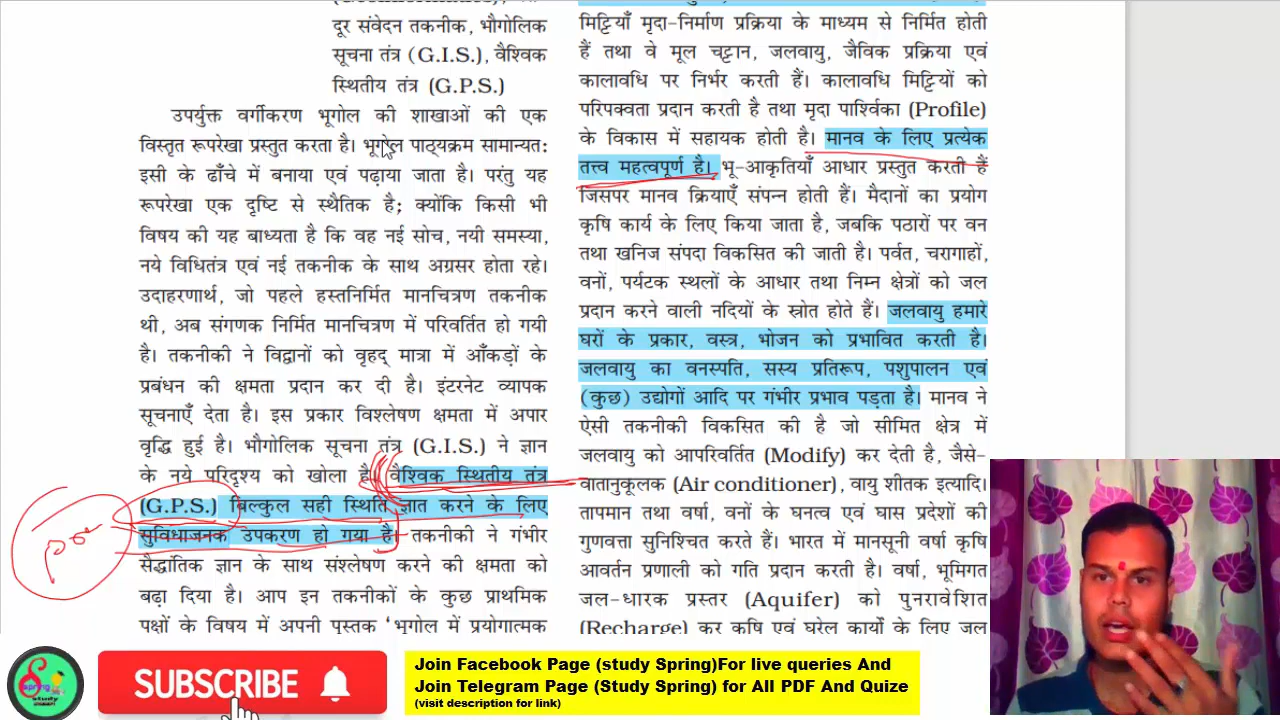 दूर संवेदन तकनीक, भौगोलिक
सूचना तंत्र (G.I.S.), वैश्विक
स्थितीय तंत्र (G.P.S.)
उपर्युक्त वर्गीकरण भूगोल की शाखाओं की एक
विस्तृत रूपरेखा प्रस्तुत करता है। भूगोल पाठ्यक्रम सामान्यत:
इसी के ढाँचे में बनाया एवं पढ़ाया जाता है। परंतु यह
रूपरेखा एक दृष्टि से स्थैतिक है; क्योंकि किसी भी
विषय की यह बाध्यता है कि वह नई सोच, नयी समस्या,
नये विधितंत्र एवं नई तकनीक के साथ अग्रसर होता रहे।
उदाहरणार्थ, जो पहले हस्तनिर्मित मानचित्रण तकनीक
थी, अब संगणक निर्मित मानचित्रण में परिवर्तित हो गयी
है। तकनीकी ने विद्वानों को वृहद् मात्रा में आँकड़ों के
प्रबंधन की क्षमता प्रदान कर दी है। इंटरनेट व्यापक
सूचनाएँ देता है। इस प्रकार विश्लेषण क्षमता में अपार
वृद्धि हुई है। भौगोलिक सूचना तंत्र (G.I.S.) ने ज्ञान
के नये परिदृश्य को खोला है। वैश्विक स्थितीय तंत्र
(G.P.S.) बिल्कुल सही स्थिति ज्ञात करने के लिए
सुविधाजनक उपकरण हो गया है। तकनीकी ने गंभीर
सैद्धांतिक ज्ञान के साथ संश्लेषण करने की क्षमता को
बढ़ा दिया है। आप इन तकनीकों के कुछ प्राथमिक
पक्षों के विषय में अपनी पुस्तक 'भूगोल में प्रयोगात्मक
मिट्टियाँ मृदा-निर्माण प्रक्रिया के माध्यम से निर्मित होती
हैं तथा वे मूल चट्टान, जलवायु, जैविक प्रक्रिया एवं
कालावधि पर निर्भर करती हैं। कालावधि मिट्टियों को
परिपक्वता प्रदान करती है तथा मृदा पार्श्विका (Profile)
के विकास में सहायक होती है। मानव के लिए प्रत्येक
तत्त्व महत्वपूर्ण है। भू-आकृतियाँ आधार प्रस्तुत करती हैं
जिसपर मानव क्रियाएँ संपन्न होती हैं। मैदानों का प्रयोग
कृषि कार्य के लिए किया जाता है, जबकि पठारों पर वन
तथा खनिज संपदा विकसित की जाती है। पर्वत, चरागाहों,
वनों, पर्यटक स्थलों के आधार तथा निम्न क्षेत्रों को जल
प्रदान करने वाली नदियों के स्रोत होते हैं। जलवायु हमारे
घरों के प्रकार, वस्त्र, भोजन को प्रभावित करती है।
जलवायु का वनस्पति, सस्य प्रतिरूप, पशुपालन एवं
(कुछ) उद्योगों आदि पर गंभीर प्रभाव पड़ता है। मानव ने
ऐसी तकनीकी विकसित की है जो सीमित क्षेत्र में
जलवायु को आपरिवर्तित (Modify) कर देती है, जैसे-
वातानुकूलक (Air conditioner), वायु शीतक इत्यादि।
तापमान तथा वर्षा, वनों के घनत्व एवं घास प्रदेशों की
गुणवत्ता सुनिश्चित करते हैं। भारत में मानसूनी वर्षा कृषि
आवर्तन प्रणाली को गति प्रदान करती है। वर्षा, भूमिगत
जल-धारक प्रस्तर (Aquifer) को पुनरावेशित
(Recharge) कर कृषि एवं घरेलू कार्यों के लिए जल
Spring
study
SUBSCRIBE
Join Facebook Page (study Spring)For live queries And
Join Telegram Page (Study Spring) for All PDF And Quize
(visit description for link)